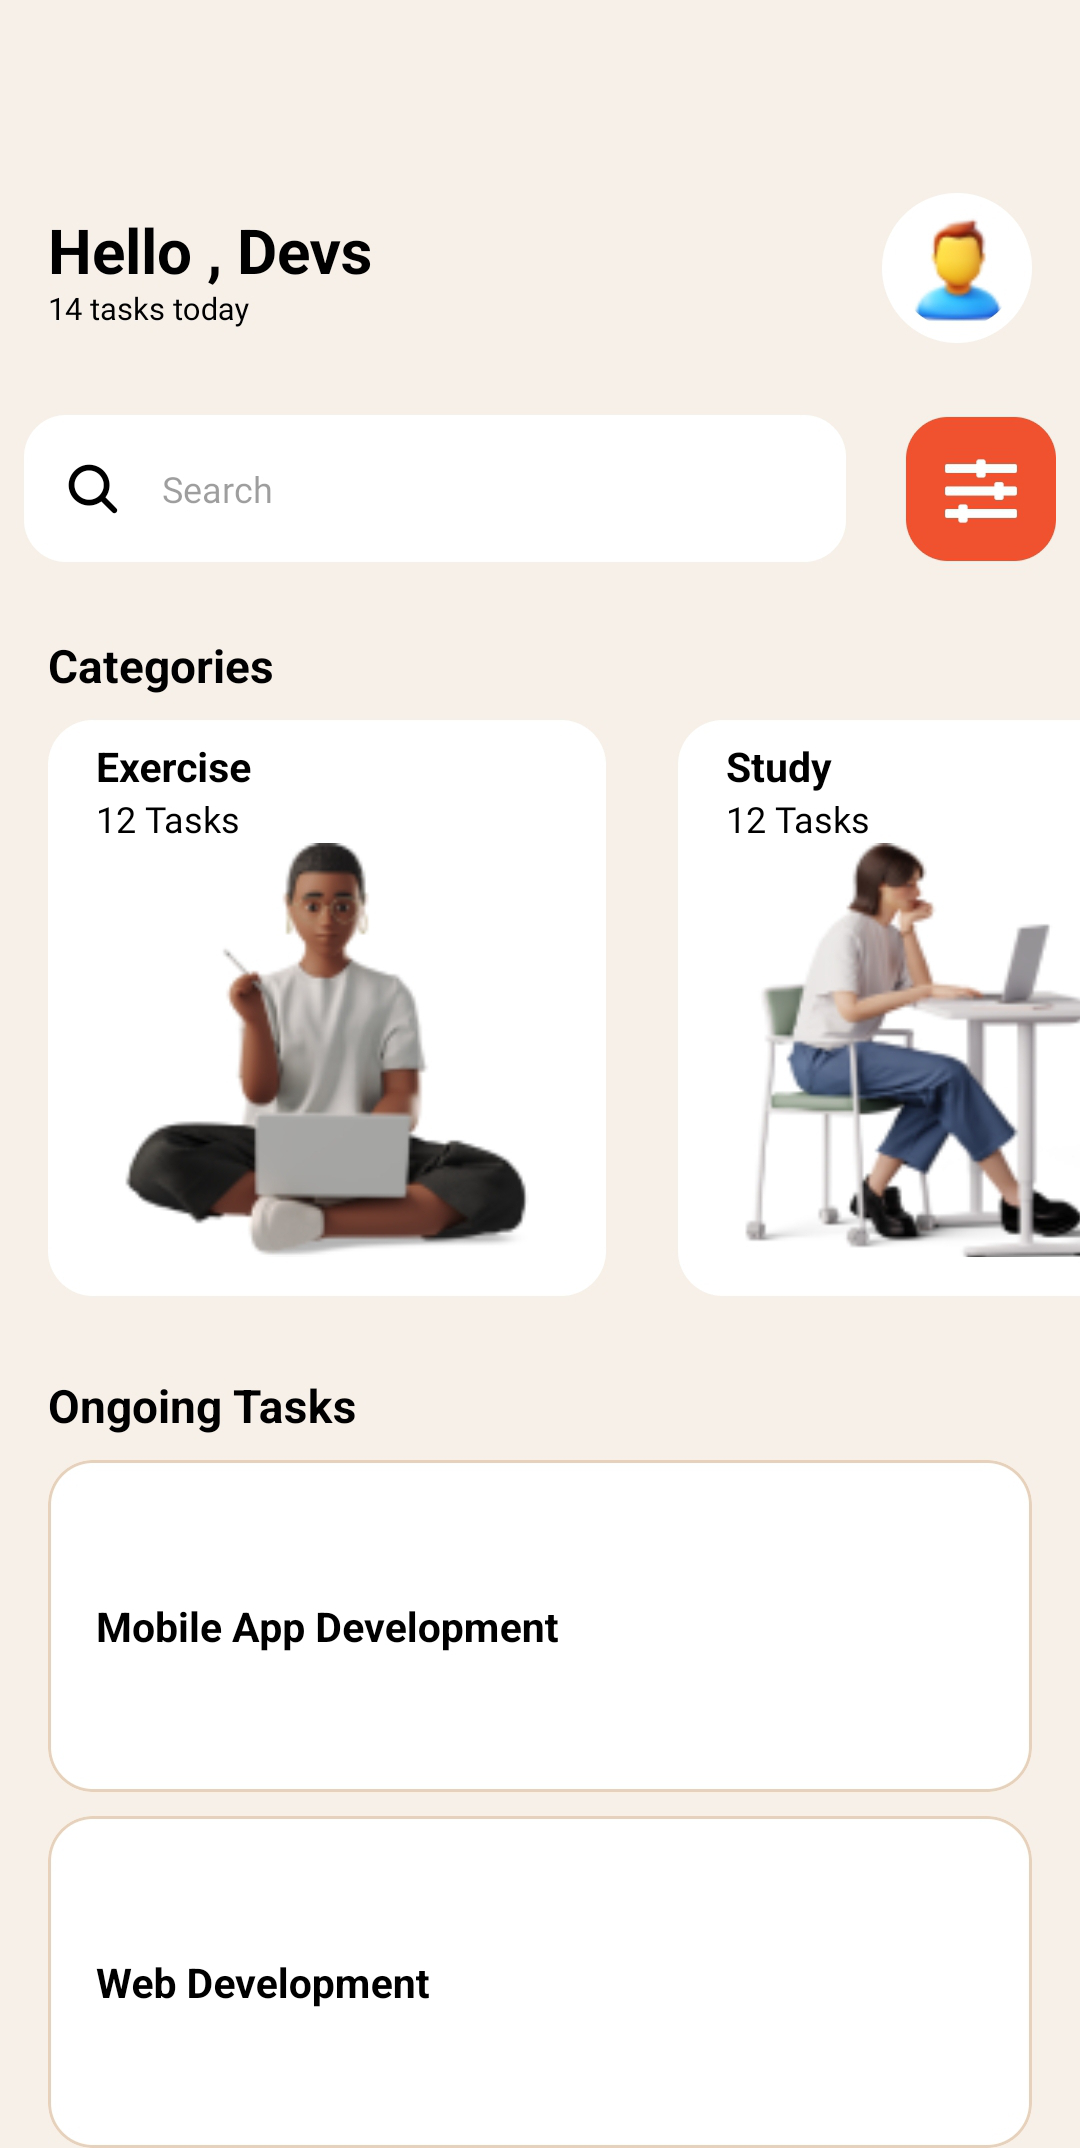 Hello , Devs
14 tasks today
Search
Categories
Exercise
12 Tasks
Study
12 Tasks
Ongoing Tasks
Mobile App Development
Web Development